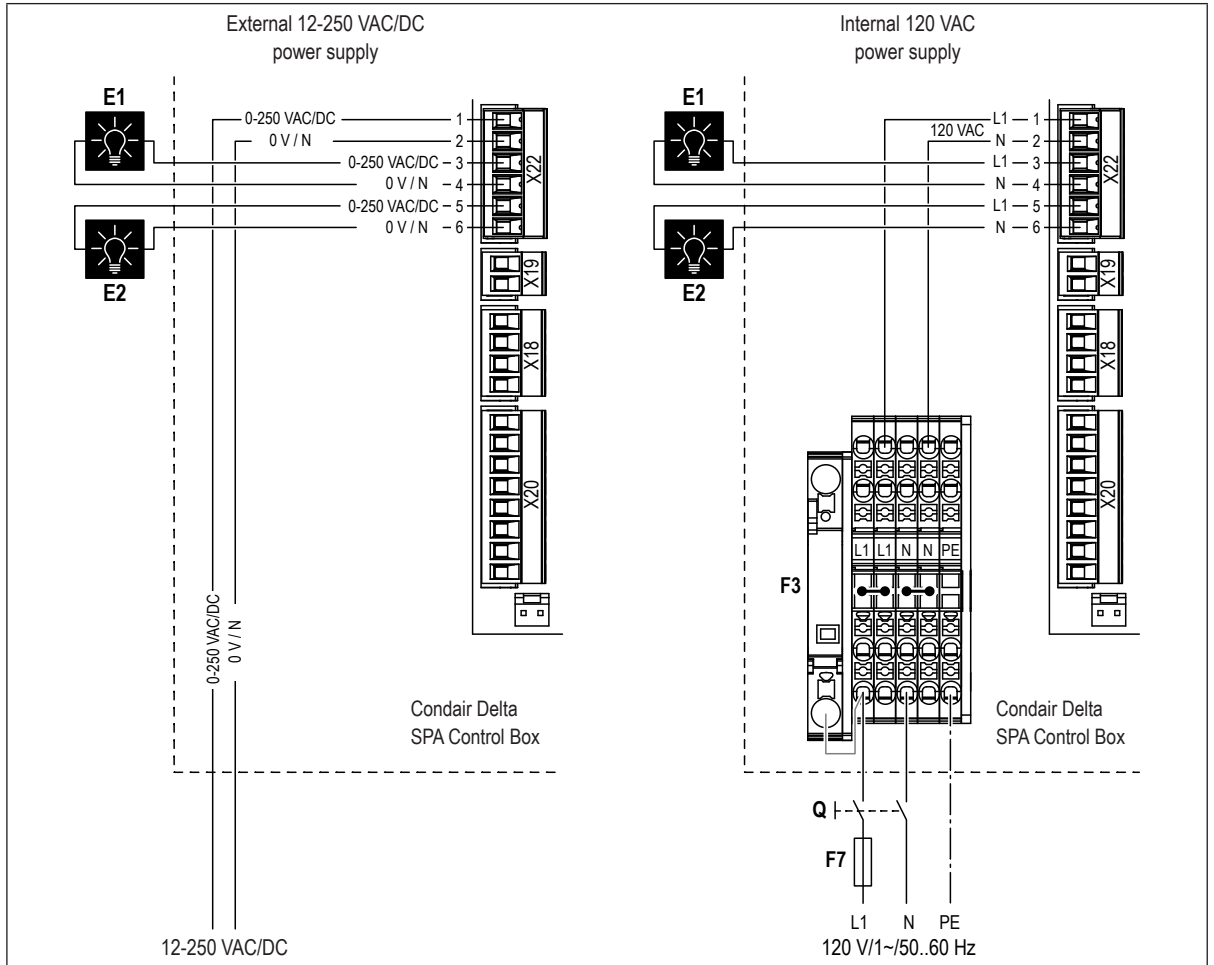 External 12-250 VAC/DC
power supply
E1
0-250 VAC/DC
1
0 V / N
2
0-250 VAC/DC
3
0 V / N
4
0-250 VAC/DC
5
0 V / N
6
E2
X22
X19
X18
X20
0-250 VAC/DC
0 V / N
Condair Delta
SPA Control Box
12-250 VAC/DC
Internal 120 VAC
power supply
E1
L1
1
120 VAC
N
2
L1
3
N
4
L1
5
N
6
E2
X22
X19
X18
X20
L1 L1 N N PE
F3
Condair Delta
SPA Control Box
Q
F7
L1 N PE
120 V/1~/50..60 Hz